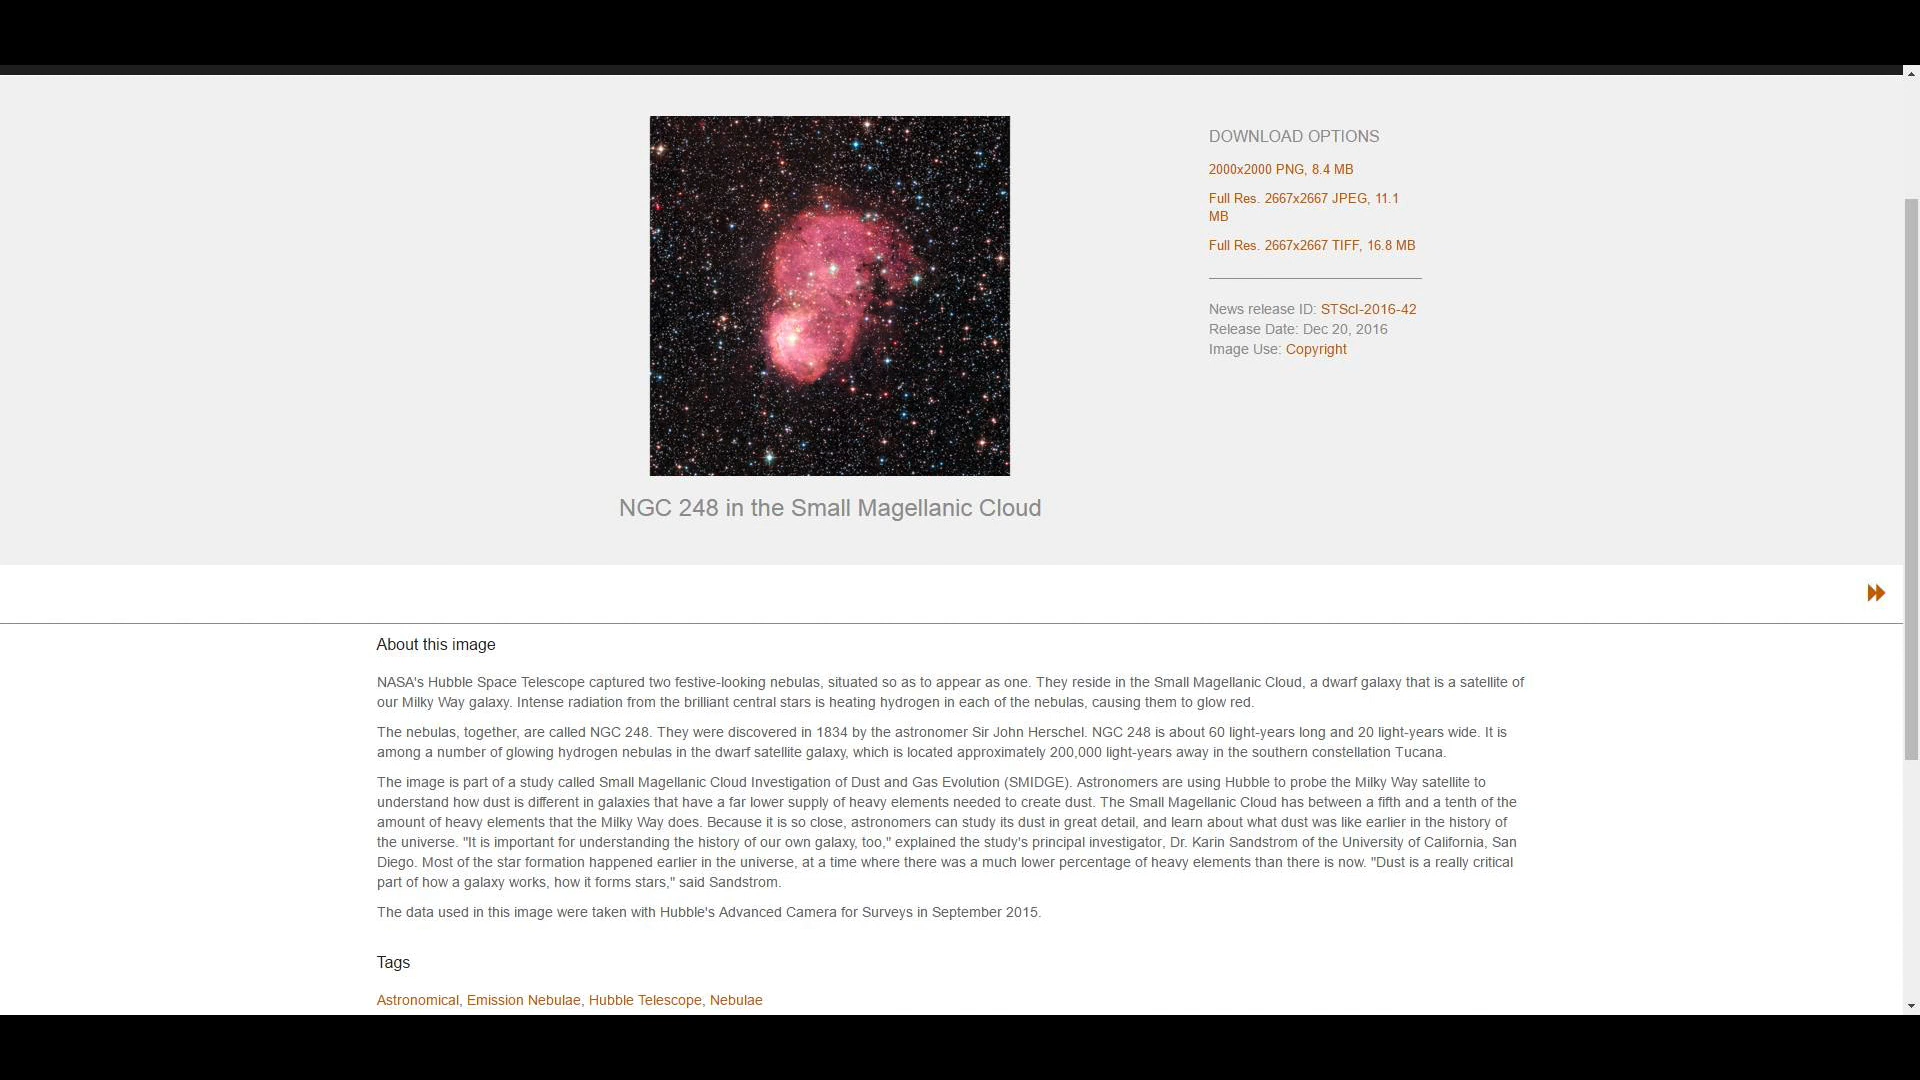 DOWNLOAD OPTIONS
2000x2000 PNG, 8.4 MB
Full Res. 2667x2667 JPEG, 11.1
MB
Full Res. 2667x2667 TIFF, 16.8 MB
News release ID: STScI-2016-42
Release Date: Dec 20, 2016
Image Use: Copyright
NGC 248 in the Small Magellanic Cloud
About this image
NASA's Hubble Space Telescope captured two festive-looking nebulas, situated so as to appear as one. They reside in the Small Magellanic Cloud, a dwarf galaxy that is a satellite of
our Milky Way galaxy. Intense radiation from the brilliant central stars is heating hydrogen in each of the nebulas, causing them to glow red.
The nebulas, together, are called NGC 248. They were discovered in 1834 by the astronomer Sir John Herschel. NGC 248 is about 60 light-years long and 20 light-years wide. It is
among a number of glowing hydrogen nebulas in the dwarf satellite galaxy, which is located approximately 200,000 light-years away in the southern constellation Tucana.
The image is part of a study called Small Magellanic Cloud Investigation of Dust and Gas Evolution (SMIDGE). Astronomers are using Hubble to probe the Milky Way satellite to
understand how dust is different in galaxies that have a far lower supply of heavy elements needed to create dust. The Small Magellanic Cloud has between a fifth and a tenth of the
amount of heavy elements that the Milky Way does. Because it is so close, astronomers can study its dust in great detail, and learn about what dust was like earlier in the history of
the universe. "It is important for understanding the history of our own galaxy, too," explained the study's principal investigator, Dr. Karin Sandstrom of the University of California, San
Diego. Most of the star formation happened earlier in the universe, at a time where there was a much lower percentage of heavy elements than there is now. "Dust is a really critical
part of how a galaxy works, how it forms stars," said Sandstrom.
The data used in this image were taken with Hubble's Advanced Camera for Surveys in September 2015.
Tags
Astronomical, Emission Nebulae, Hubble Telescope, Nebulae